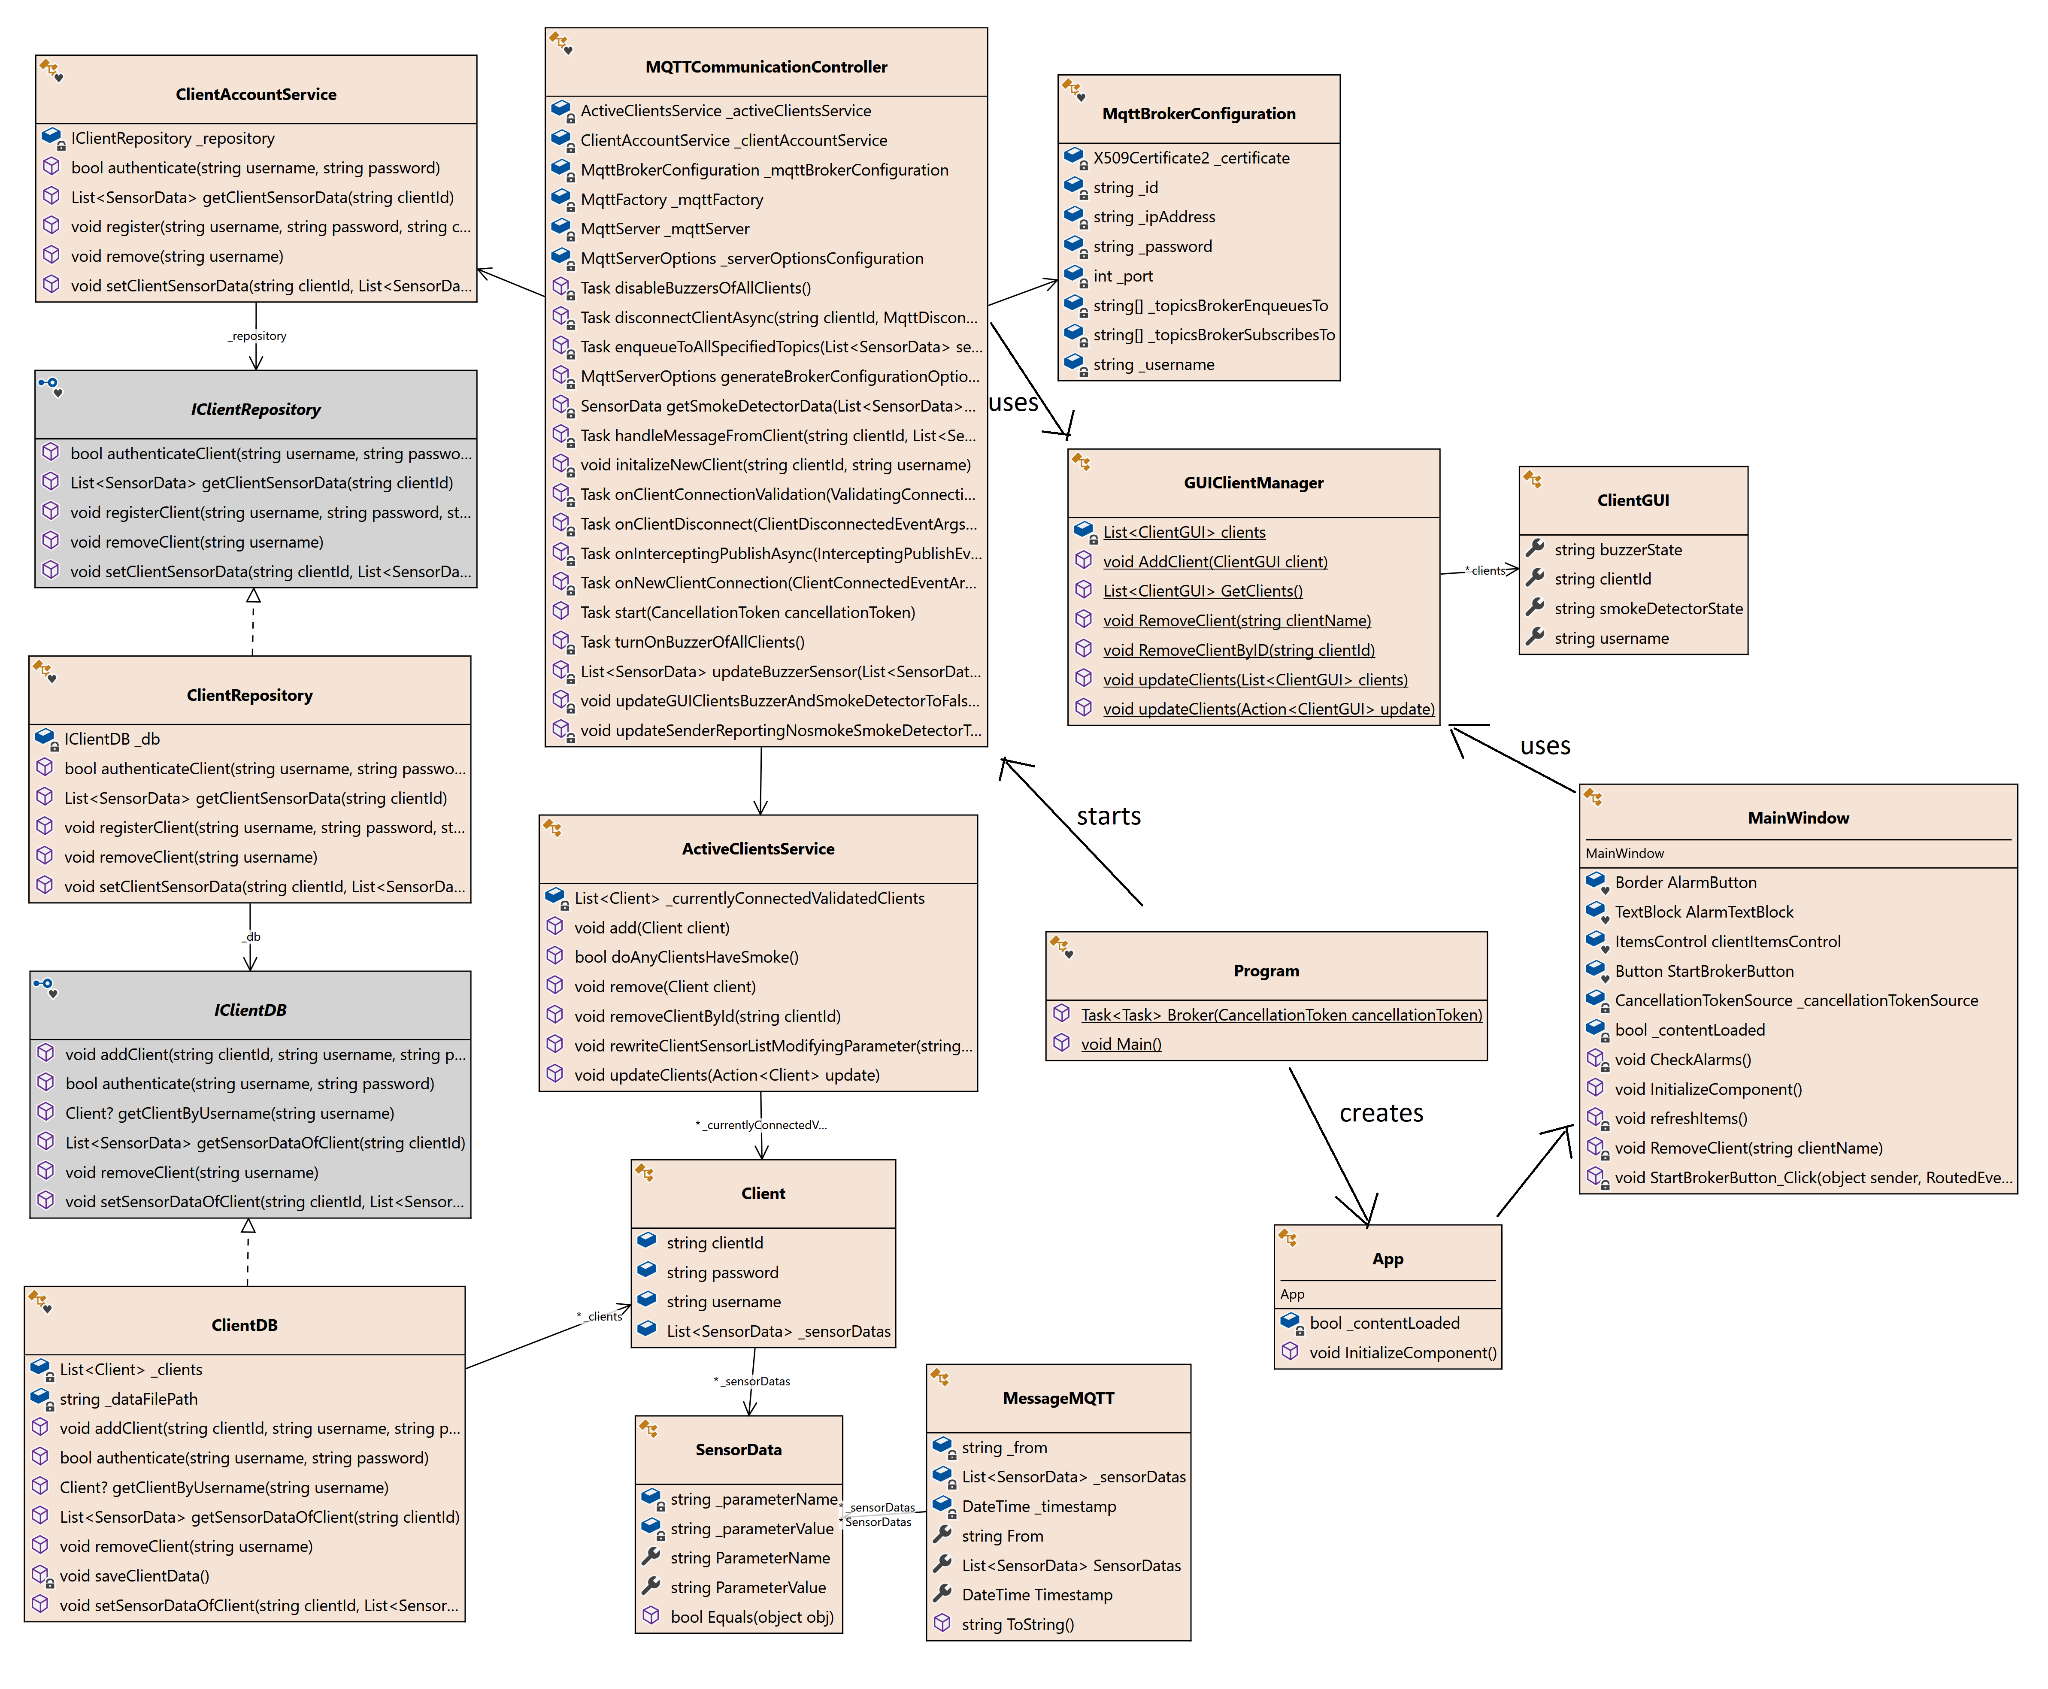 ClientAccountService
IClientRepository _repository
bool authenticate(string username, string password)
List<SensorData> getClientSensorData(string clientId)
void register(string username, string password, string c...
void remove(string username)
void setClientSensorData(string clientId, List<SensorDa...
_repository
IClientRepository
bool authenticateClient(string username, string passwo...
List<SensorData> getClientSensorData(string clientId)
void registerClient(string username, string password, st...
void removeClient(string username)
void setClientSensorData(string clientId, List<SensorDa...
ClientRepository
IClientDB _db
bool authenticateClient(string username, string passwo...
List<SensorData> getClientSensorData(string clientId)
void registerClient(string username, string password, st...
void removeClient(string username)
void setClientSensorData(string clientId, List<SensorDa...
_db
IClientDB
void addClient(string clientId, string username, string p...
bool authenticate(string username, string password)
Client? getClientByUsername(string username)
List<SensorData> getSensorDataOfClient(string clientId)
void removeClient(string username)
void setSensorDataOfClient(string clientId, List<Sensor...
ClientDB
List<Client> _clients
string _dataFilePath
void addClient(string clientId, string username, string p...
bool authenticate(string username, string password)
Client? getClientByUsername(string username)
List<SensorData> getSensorDataOfClient(string clientId)
void removeClient(string username)
void saveClientData()
void setSensorDataOfClient(string clientId, List<Sensor...
* _clients
MQTTCommunicationController
ActiveClientsService _activeClientsService
ClientAccountService _clientAccountService
MqttBrokerConfiguration _mqttBrokerConfiguration
MqttFactory _mqttFactory
MqttServer _mqttServer
MqttServerOptions _serverOptionsConfiguration
Task disableBuzzersOfAllClients()
Task disconnectClientAsync(string clientId, MqttDiscon...
Task enqueueToAllSpecifiedTopics(List<SensorData> se...
MqttServerOptions generateBrokerConfigurationOptio...
SensorData getSmokeDetectorData(List<SensorData>...
Task handleMessageFromClient(string clientId, List<Se...
void initalizeNewClient(string clientId, string username)
Task onClientConnectionValidation(ValidatingConnecti...
Task onClientDisconnect(ClientDisconnectedEventArgs...
Task onInterceptingPublishAsync(InterceptingPublishEv...
Task onNewClientConnection(ClientConnectedEventAr...
Task start(CancellationToken cancellationToken)
Task turnOnBuzzerOfAllClients()
List<SensorData> updateBuzzerSensor(List<SensorDat...
void updateGUIClientsBuzzerAndSmokeDetectorToFals...
void updateSenderReportingNosmokeSmokeDetectorT...
ActiveClientsService
List<Client> _currentlyConnectedValidatedClients
void add(Client client)
bool doAnyClientsHaveSmoke()
void remove(Client client)
void removeClientById(string clientId)
void rewriteClientSensorListModifyingParameter(string...
void updateClients(Action<Client> update)
* _currentlyConnectedV...
Client
string clientId
string password
string username
List<SensorData> _sensorDatas
* _sensorDatas
SensorData
string _parameterName
string _parameterValue
string ParameterName
string ParameterValue
bool Equals(object obj)
* _sensorDatas
* SensorDatas
MessageMQTT
string _from
List<SensorData> _sensorDatas
DateTime _timestamp
string From
List<SensorData> SensorDatas
DateTime Timestamp
string ToString()
MqttBrokerConfiguration
X509Certificate2 _certificate
string _id
string _ipAddress
string _password
int _port
string[] _topicsBrokerEnqueuesTo
string[] _topicsBrokerSubscribesTo
string _username
uses
GUIClientManager
List<ClientGUI> clients
void AddClient(ClientGUI client)
List<ClientGUI> GetClients()
void RemoveClient(string clientName)
void RemoveClientByID(string clientId)
void updateClients(List<ClientGUI> clients)
void updateClients(Action<ClientGUI> update)
* clients
ClientGUI
string buzzerState
string clientId
string smokeDetectorState
string username
uses
starts
MainWindow
MainWindow
Border AlarmButton
TextBlock AlarmTextBlock
ItemsControl clientItemsControl
Button StartBrokerButton
CancellationTokenSource _cancellationTokenSource
bool _contentLoaded
void CheckAlarms()
void InitializeComponent()
void refreshItems()
void RemoveClient(string clientName)
void StartBrokerButton_Click(object sender, RoutedEve...
Program
Task<Task> Broker(CancellationToken cancellationToken)
void Main()
creates
App
App
bool _contentLoaded
void InitializeComponent()